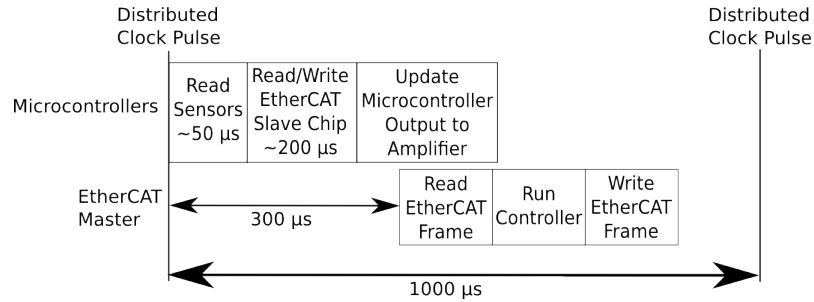 Distributed
Clock Pulse
Distributed
Clock Pulse
Microcontrollers
Read
Sensors
~50 μs
Read/Write
EtherCAT
Slave Chip
~200 μs
Update
Microcontroller
Output to
Amplifier
EtherCAT
Master
300 μs
Read
EtherCAT
Frame
Run
Controller
Write
EtherCAT
Frame
1000 μs